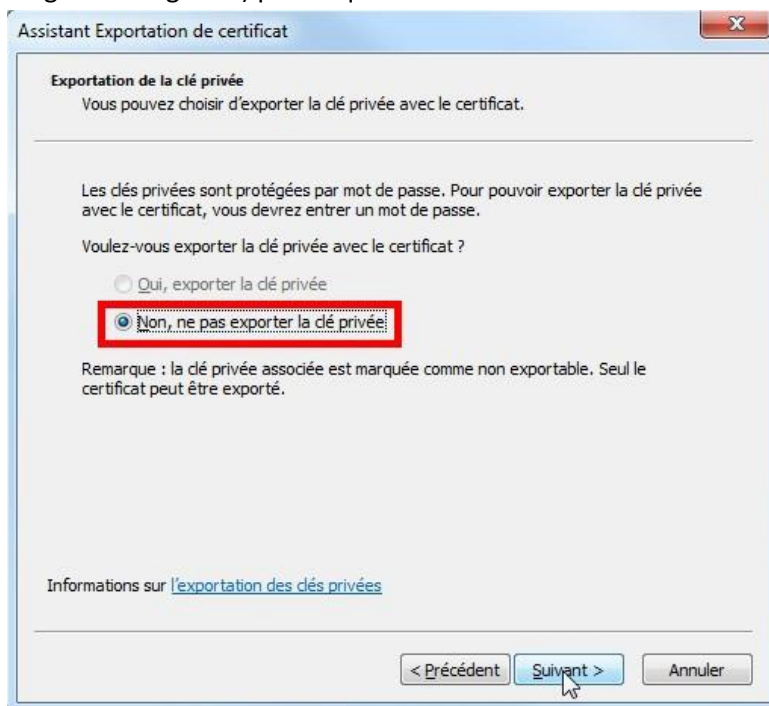 Assistant Exportation de certificat
Exportation de la clé privée
Vous pouvez choisir d'exporter la clé privée avec le certificat.
Les clés privées sont protégées par mot de passe. Pour pouvoir exporter la clé privée
avec le certificat, vous devrez entrer un mot de passe.
Voulez-vous exporter la clé privée avec le certificat ?
Oui, exporter la clé privée
Non, ne pas exporter la clé privée
Remarque : la clé privée associée est marquée comme non exportable. Seul le
certificat peut être exporté.
Informations sur l'exportation des clés privées
< Précédent Suivant > Annuler